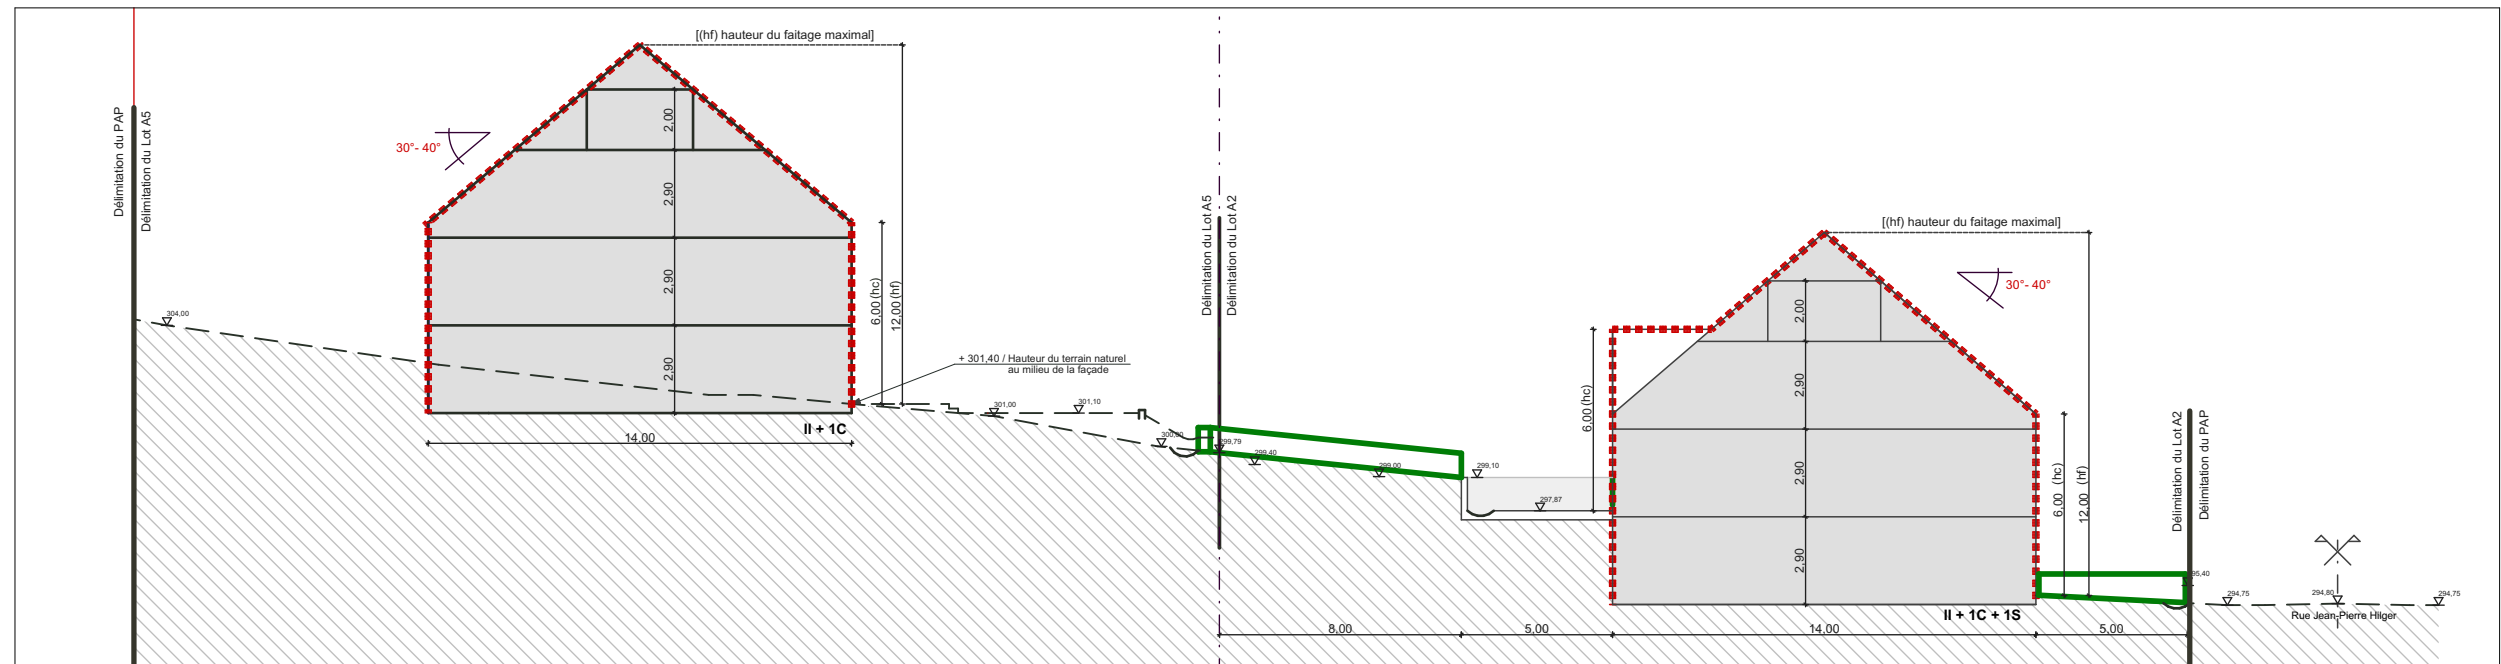 [(hf) hauteur du faitage maximal]
Délimitation du PAP
Délimitation du Lot A5
30°- 40°
2,00
2,90
2,90
2,90
6,00 (hc)
12,00 (hf)
304,00
+ 301,40 / Hauteur du terrain naturel
au milieu de la façade
II + 1C
14,00
301,00
301,10
Délimitation du Lot A5
Délimitation du Lot A2
299,79
299,40
299,00
299,10
297,87
[(hf) hauteur du faitage maximal]
30°- 40°
2,00
2,90
2,90
2,90
6,00 (hc)
6,00 (hc)
12,00 (hf)
Délimitation du Lot A2
Délimitation du PAP
II + 1C + 1S
294,75
294,80
294,75
Rue Jean-Pierre Hilger
8,00
5,00
14,00
5,00